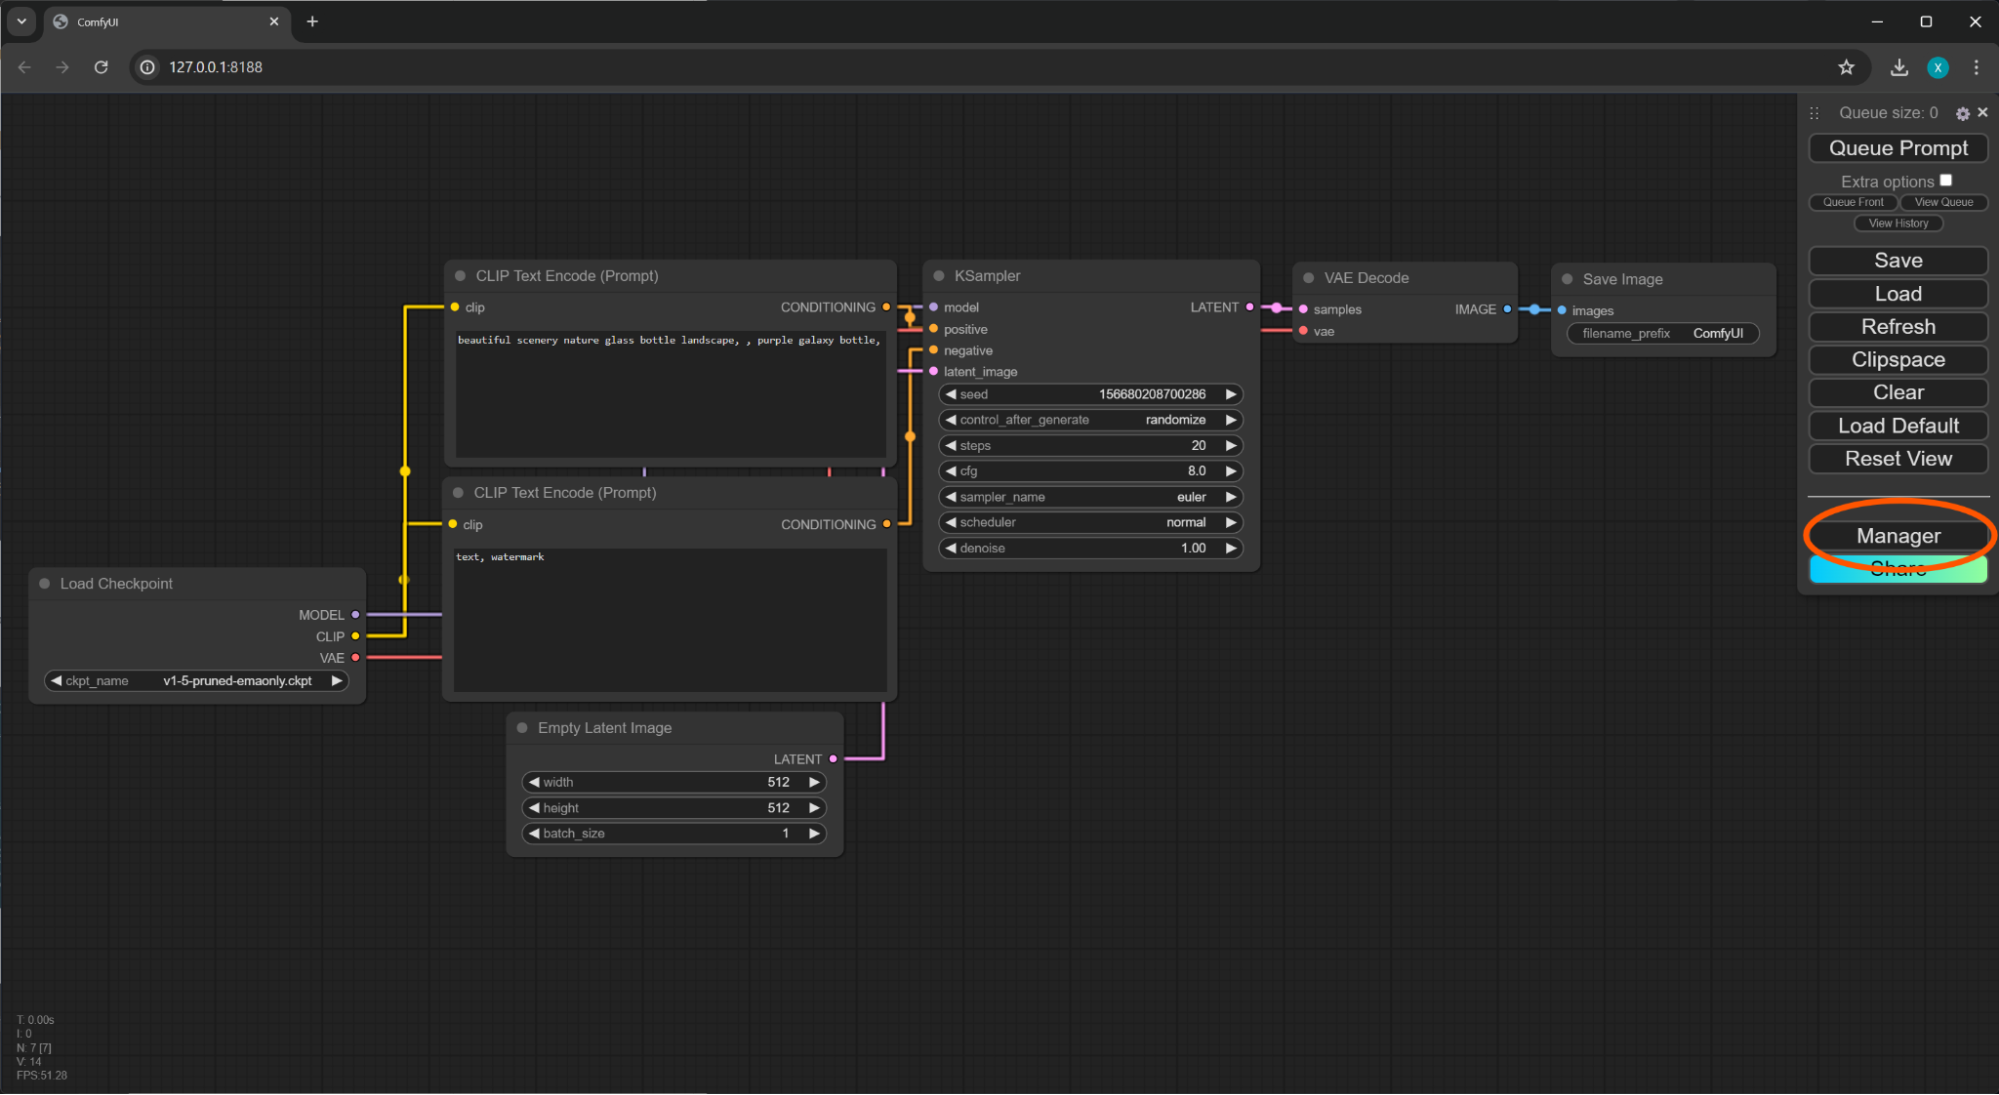 ComfyUI
127.0.0.1:8188
Queue size: 0
Queue Prompt
Extra options
Queue Front View Queue
View History
Save
Load
Refresh
Clipspace
Clear
Load Default
Reset View
Manager
Share
CLIP Text Encode (Prompt)
clip CONDITIONING
beautiful scenery nature glass bottle landscape, , purple galaxy bottle,
CLIP Text Encode (Prompt)
clip CONDITIONING
text, watermark
Load Checkpoint
MODEL
CLIP
VAE
ckpt_name v1-5-pruned-emaonly.ckpt
Empty Latent Image
LATENT
width 512
height 512
batch_size 1
KSampler
model LATENT
positive
negative
latent_image
seed 156680208700286
control_after_generate randomize
steps 20
cfg 8.0
sampler_name euler
scheduler normal
denoise 1.00
VAE Decode
samples IMAGE
vae
Save Image
images
filename_prefix ComfyUI
T: 0.00s
I: 0
N: 7 [7]
V: 14
FPS:51.28
X